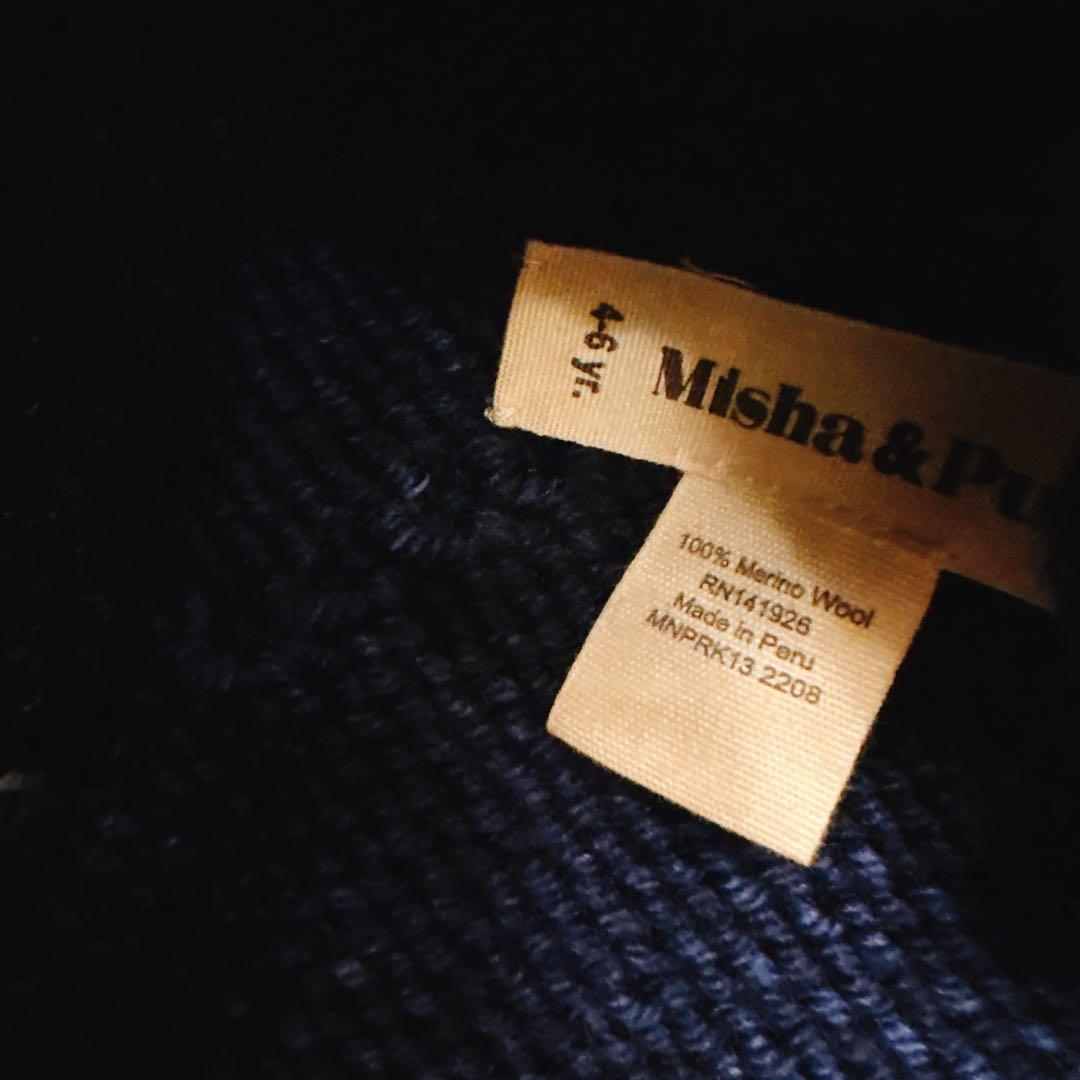 4-6 yr.
Misha & Pu
100% Merino Wool
RN141926
Made in Peru
MNPRK13 2208